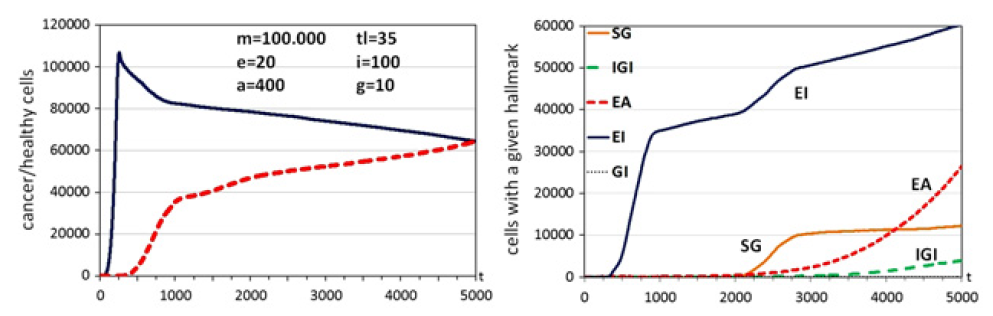 cancer/healthy cells
120000
100000
80000
60000
40000
20000
0
m=100.000 tl=35
e=20 i=100
a=400 g=10
0 1000 2000 3000 4000 5000
t
cells with a given hallmark
60000
50000
40000
30000
20000
10000
0
SG
IGI
EA
EI
GI
EI
EA
SG
IGI
t
0 1000 2000 3000 4000 5000